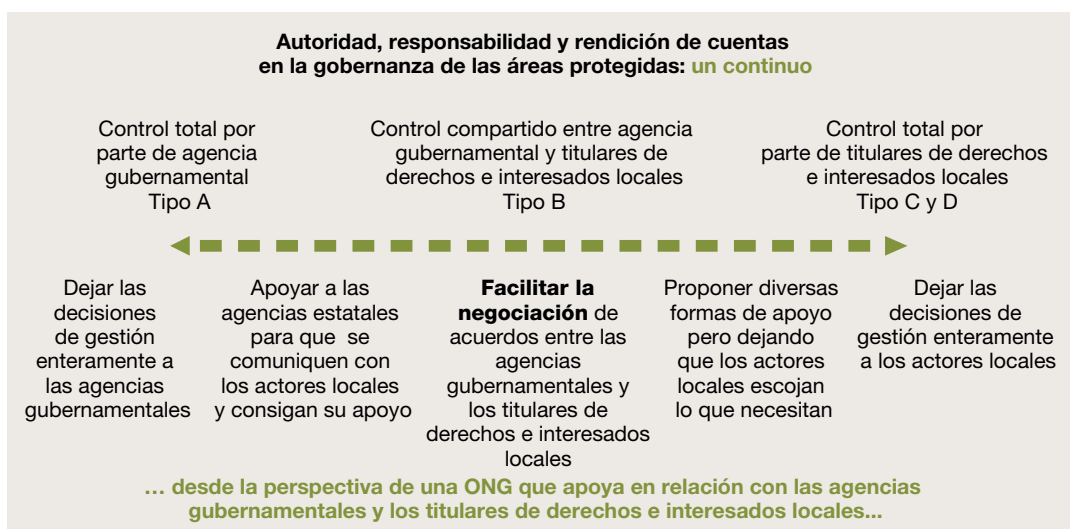 Autoridad, responsabilidad y rendición de cuentas
en la gobernanza de las áreas protegidas: un continuo
Control total por
parte de agencia
gubernamental
Tipo A
Control compartido entre agencia
gubernamental y titulares de
derechos e interesados locales
Tipo B
Control total por
parte de titulares de derechos
e interesados locales
Tipo C y D
Dejar las
decisiones
de gestión
enteramente a
las agencias
gubernamentales
Apoyar a las
agencias estatales
para que se
comuniquen con
los actores locales
y consigan su apoyo
Facilitar la
negociación de
acuerdos entre las
agencias
gubernamentales y
los titulares de
derechos e interesados
locales
Proponer diversas
formas de apoyo
pero dejando
que los actores
locales escojan
lo que necesitan
Dejar las
decisiones de
gestión enteramente
a los actores locales
… desde la perspectiva de una ONG que apoya en relación con las agencias
gubernamentales y los titulares de derechos e interesados locales...